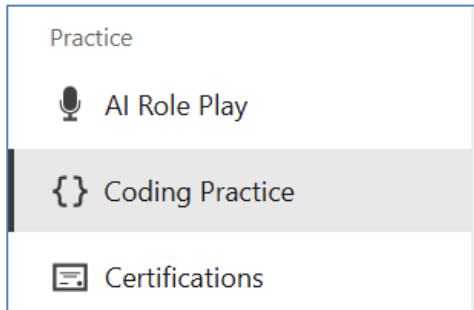 Practice
AI Role Play
{} Coding Practice
Certifications